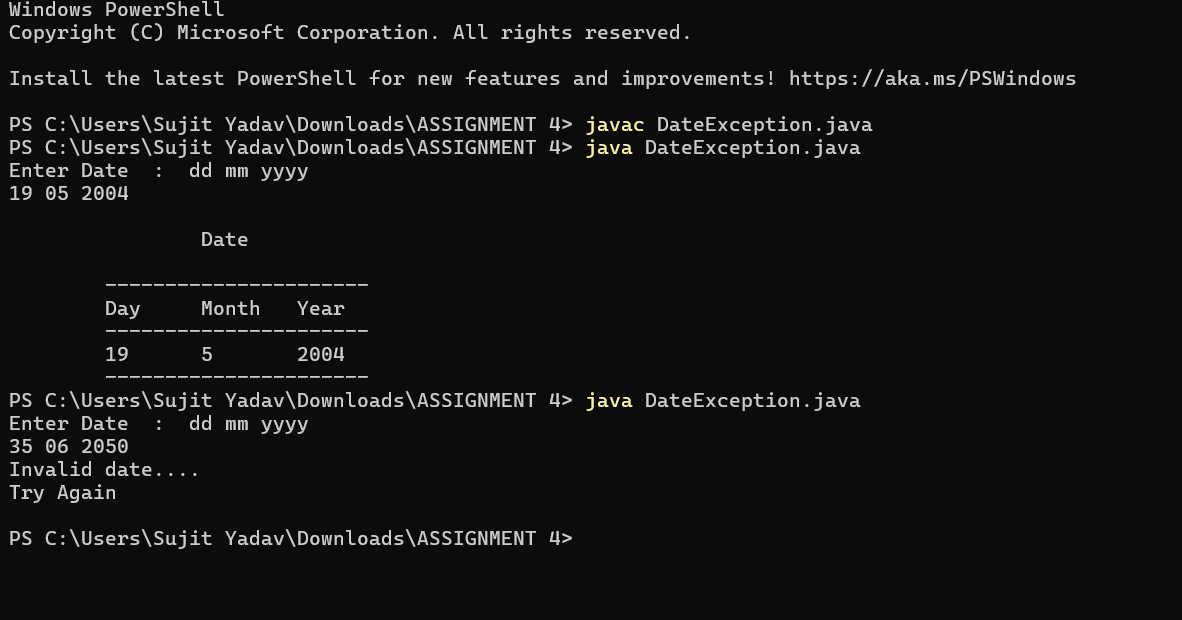 Windows PowerShell
Copyright (C) Microsoft Corporation. All rights reserved.
Install the latest PowerShell for new features and improvements! https://aka.ms/PSWindows
PS C:\Users\Sujit Yadav\Downloads\ASSIGNMENT 4> javac DateException.java
PS C:\Users\Sujit Yadav\Downloads\ASSIGNMENT 4> java DateException.java
Enter Date  :  dd mm yyyy
19 05 2004
                Date
        ----------------------
        Day     Month   Year
        ----------------------
        19      5       2004
        ----------------------
PS C:\Users\Sujit Yadav\Downloads\ASSIGNMENT 4> java DateException.java
Enter Date  :  dd mm yyyy
35 06 2050
Invalid date....
Try Again
PS C:\Users\Sujit Yadav\Downloads\ASSIGNMENT 4>